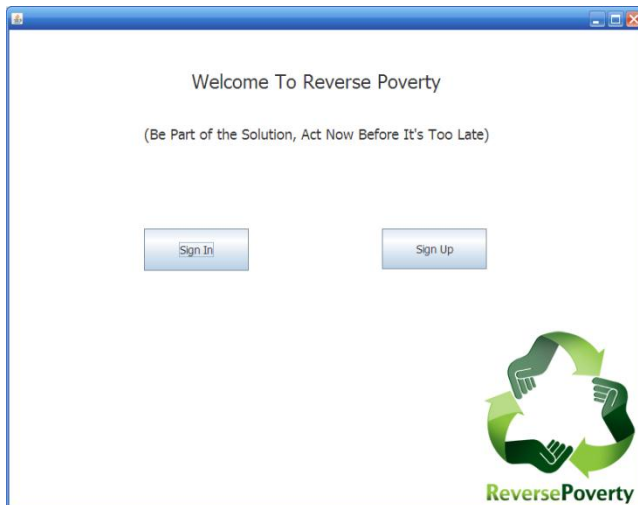 Welcome To Reverse Poverty
(Be Part of the Solution, Act Now Before It's Too Late)
Sign In
Sign Up
ReversePoverty